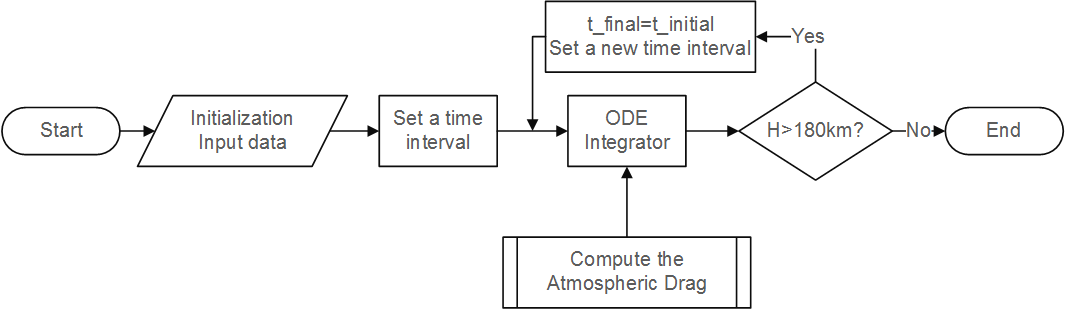 t_final=t_initial
Set a new time interval
Yes
Start
Initialization
Input data
Set a time
interval
ODE
Integrator
H>180km?
No
End
Compute the
Atmospheric Drag